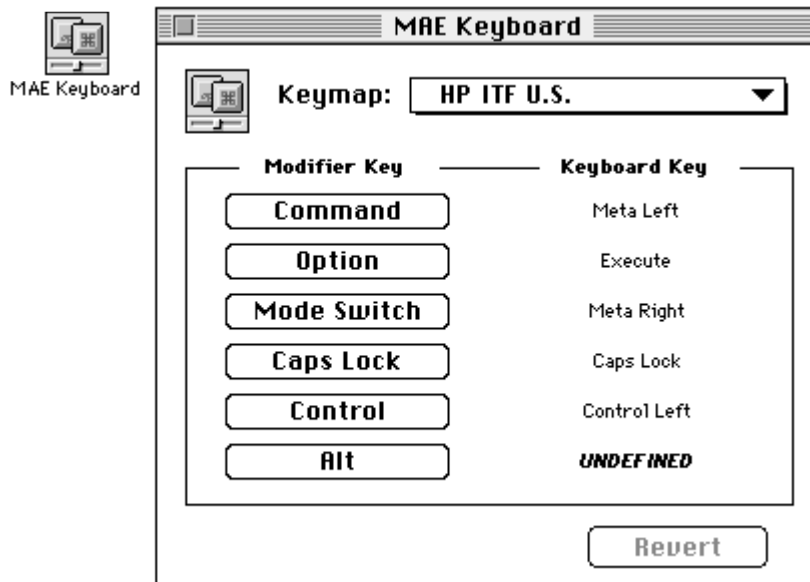 MAE Keyboard
MAE Keyboard
Keymap: HP ITF U.S.
Modifier Key Keyboard Key
Command Meta Left
Option Execute
Mode Switch Meta Right
Caps Lock Caps Lock
Control Control Left
Alt UNDEFINED
Revert